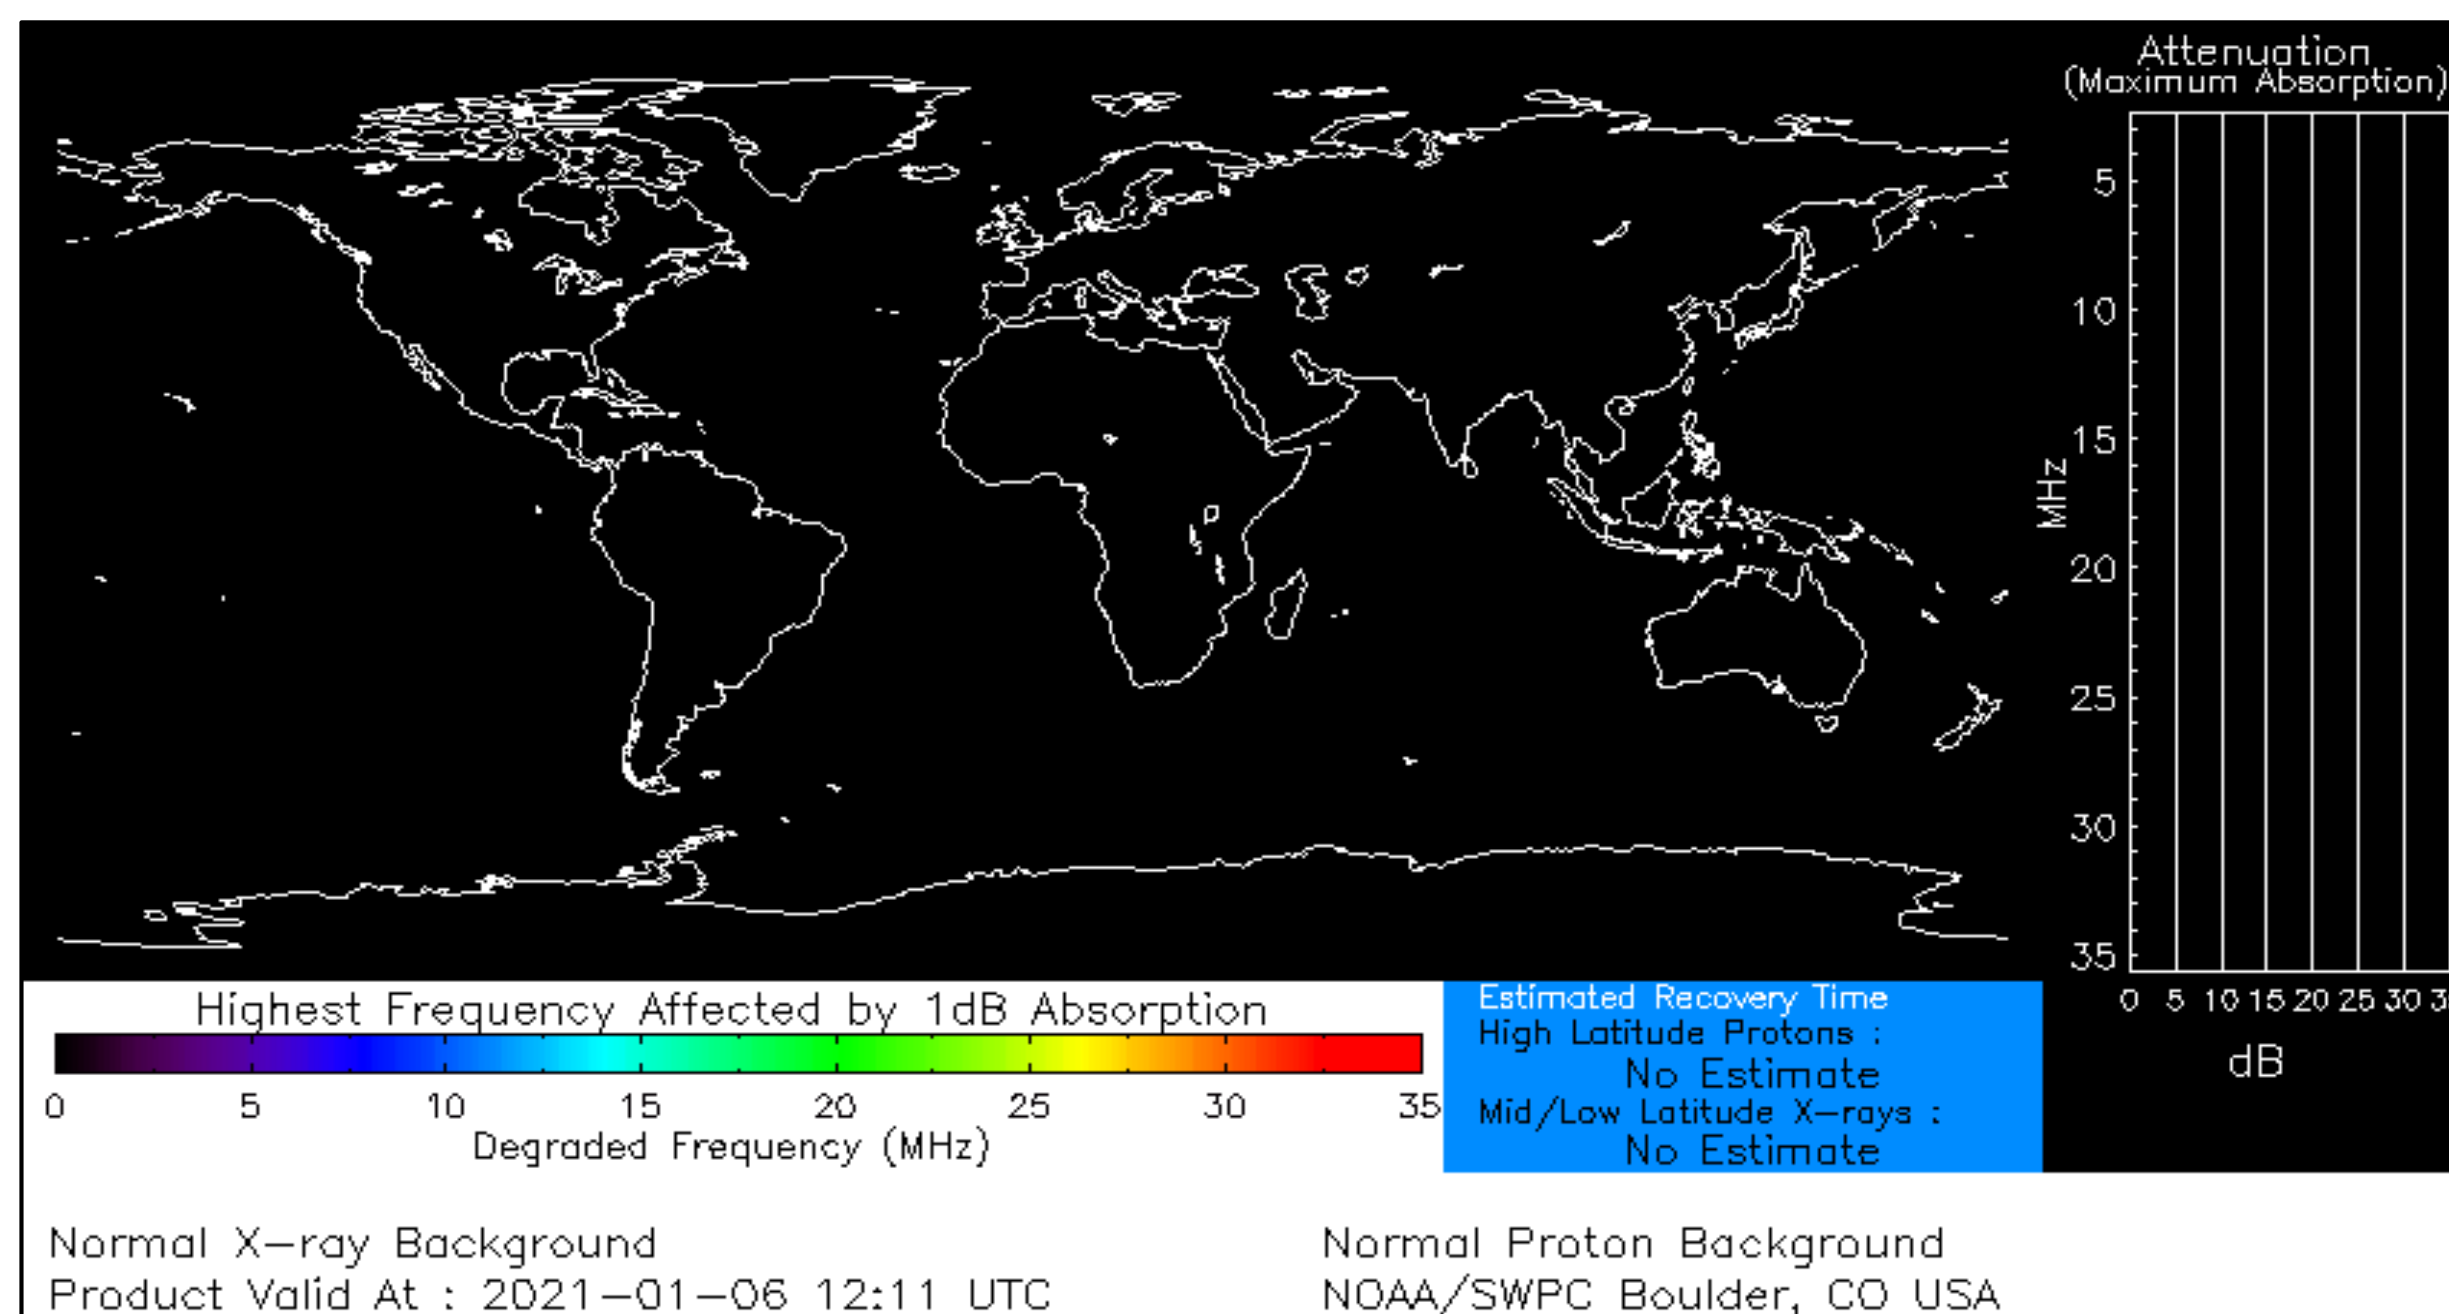 Attenuation
(Maximum Absorption)
5
10
15
20
25
30
35
MHz
0 5 10 15 20 25 30
dB
Highest Frequency Affected by 1dB Absorption
0 5 10 15 20 25 30 35
Degraded Frequency (MHz)
Estimated Recovery Time
High Latitude Protons :
No Estimate
Mid/Low Latitude X-rays :
No Estimate
Normal X-ray Background
Normal Proton Background
Product Valid At : 2021-01-06 12:11 UTC
NOAA/SWPC Boulder, CO USA